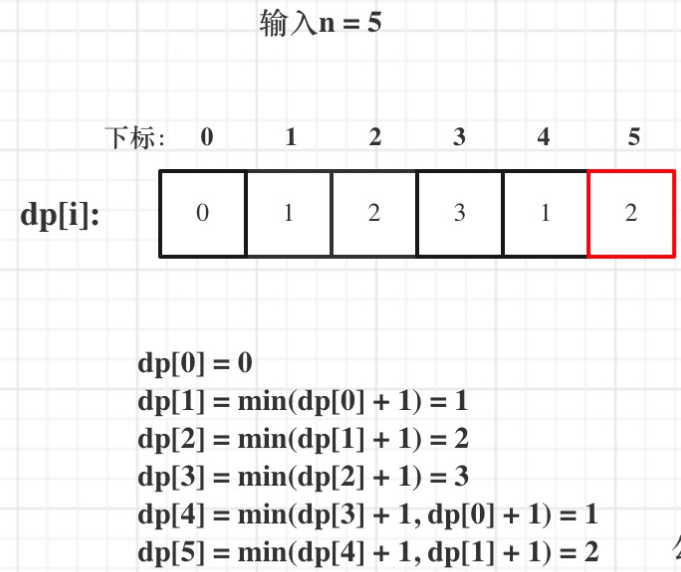 输入n = 5
下标: 0 1 2 3 4 5
dp[i]: 0 1 2 3 1 2
dp[0] = 0
dp[1] = min(dp[0] + 1) = 1
dp[2] = min(dp[1] + 1) = 2
dp[3] = min(dp[2] + 1) = 3
dp[4] = min(dp[3] + 1, dp[0] + 1) = 1
dp[5] = min(dp[4] + 1, dp[1] + 1) = 2